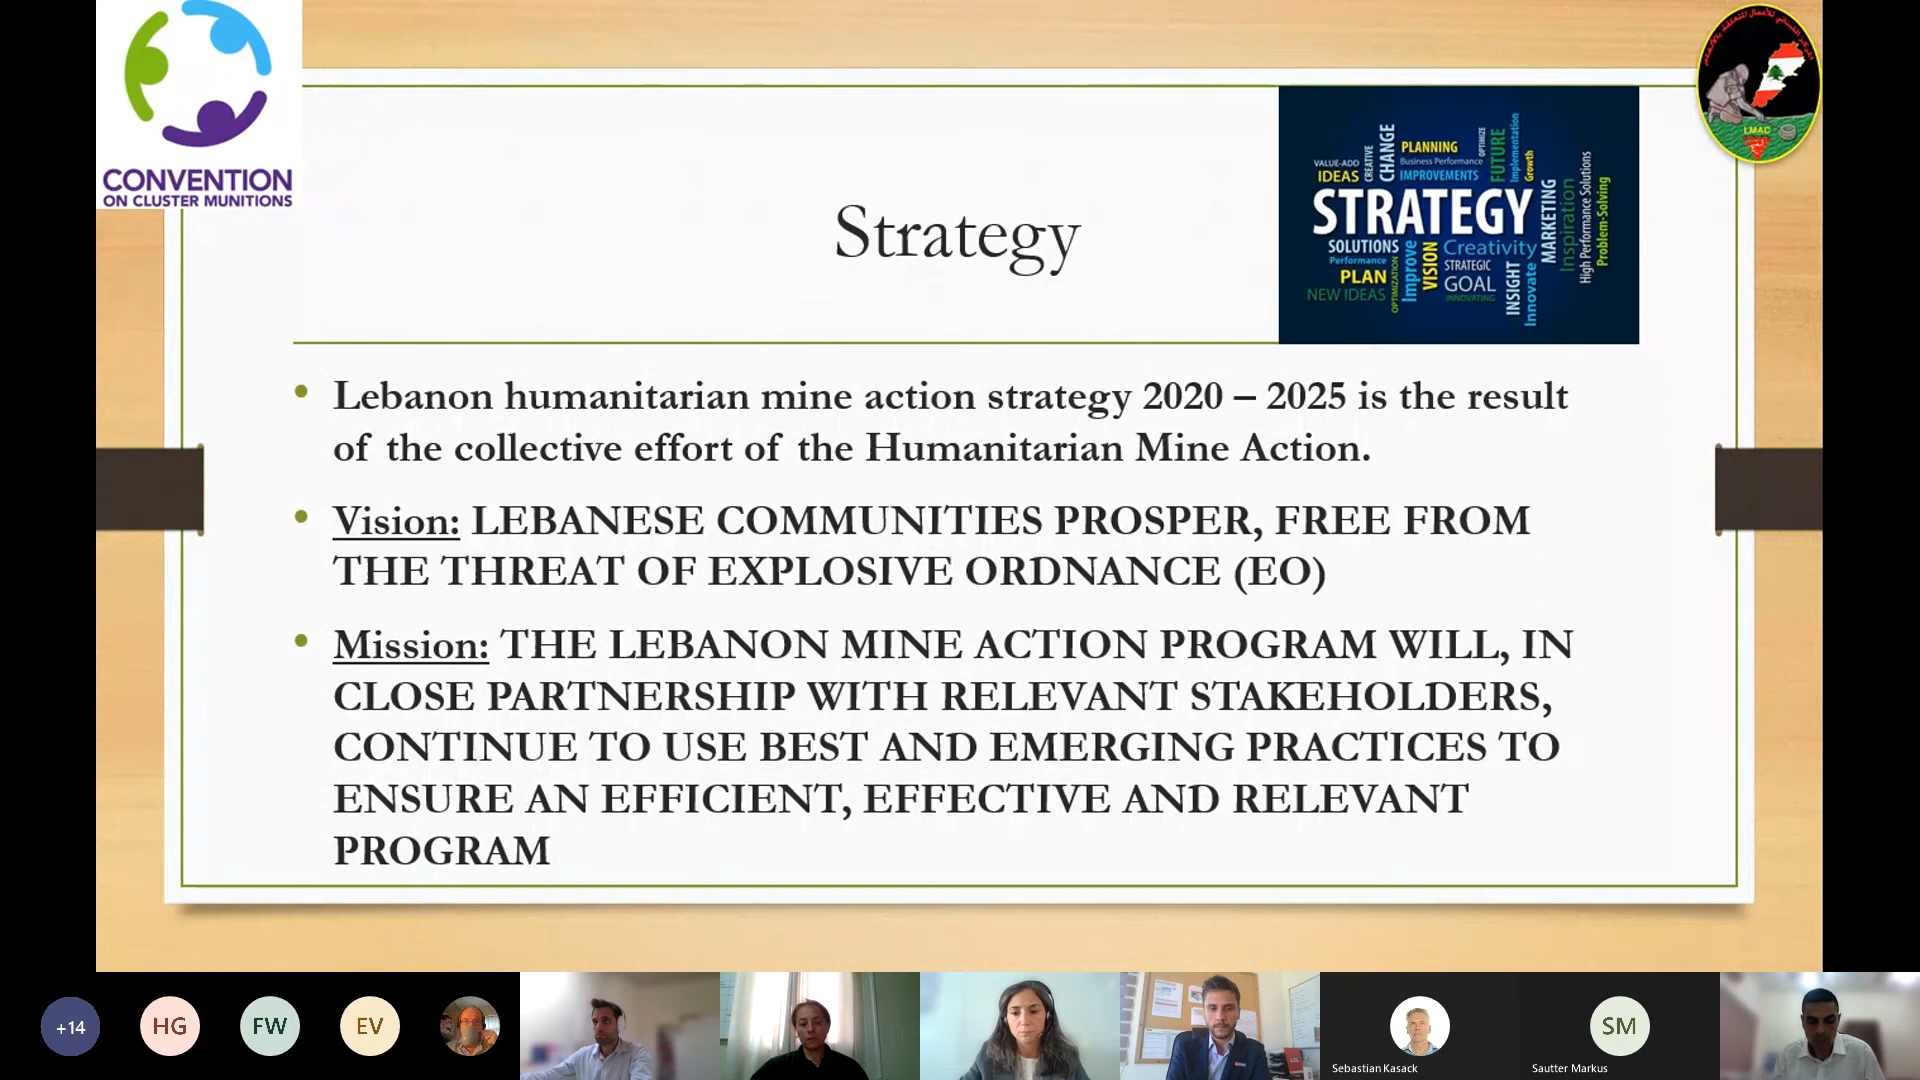 CONVENTION
ON CLUSTER MUNITIONS
LMAC
Strategy
VALUE-ADD
IDEAS
CREATIVE
CHANGE
PLANNING
Business Performance
IMPROVEMENTS
OPTIMIZE
FUTURE
Implementation
Growth
STRATEGY
SOLUTIONS
Performance
PLAN
NEW IDEAS
OPTIMIZATION
Improve
VISION
Creativity
STRATEGIC
GOAL
INNOVATING
INSIGHT
Innovate
MARKETING
Inspiration
High Performance Solutions
Problem-Solving
• Lebanon humanitarian mine action strategy 2020 – 2025 is the result
of the collective effort of the Humanitarian Mine Action.
• Vision: LEBANESE COMMUNITIES PROSPER, FREE FROM
THE THREAT OF EXPLOSIVE ORDNANCE (EO)
• Mission: THE LEBANON MINE ACTION PROGRAM WILL, IN
CLOSE PARTNERSHIP WITH RELEVANT STAKEHOLDERS,
CONTINUE TO USE BEST AND EMERGING PRACTICES TO
ENSURE AN EFFICIENT, EFFECTIVE AND RELEVANT
PROGRAM
+14
HG
FW
EV
Sebastian Kasack
SM
Sautter Markus